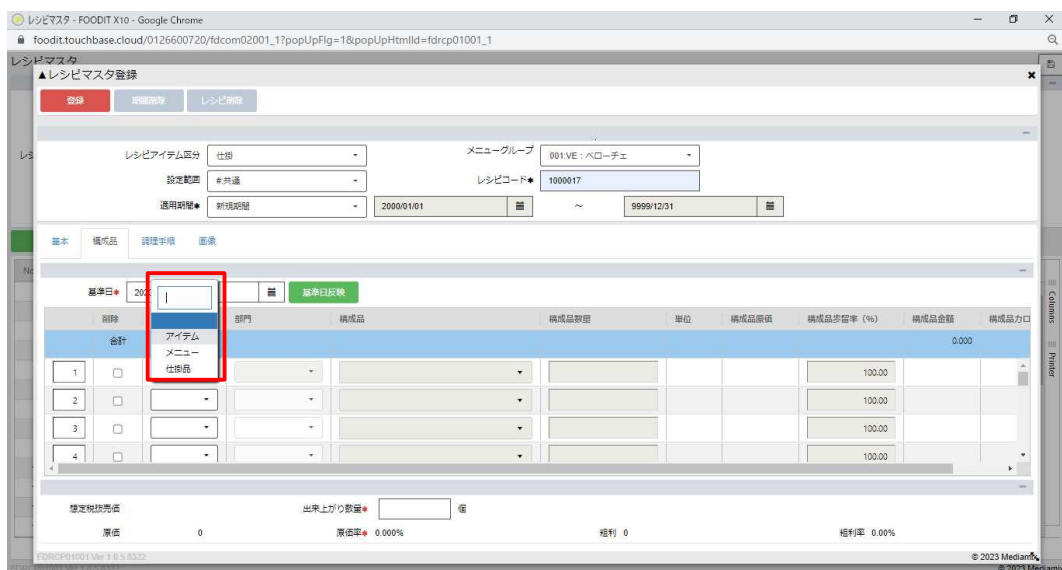 レシピマスタ - FOODIT X10 - Google Chrome
foodit.touchbase.cloud/0126600720/fdcom02001_1?popUpFlg=1&popUpHtmlId=fdrcp01001_1
レシピマスタ
▲レシピマスタ登録
登録 期間削除 レシピ削除
レシピアイテム区分 仕掛 メニューグループ 001:VE：ベローチェ
設定範囲 #:共通 レシピコード* 1000017
適用期間* 新規期間 2000/01/01 ～ 9999/12/31
基本 構成品 調理手順 画像
基準日* 202 基準日反映
削除 部門 構成品 構成品数量 単位 構成品原価 構成品歩留率（%） 構成品金額 構成品カロ
合計 0.000
アイテム
メニュー
仕掛品
1 100.00
2 100.00
3 100.00
4 100.00
想定税抜売価 出来上がり数量* 個
原価 0 原価率* 0.000% 粗利 0 粗利率 0.00%
FDRCP01001 Ver 1.0.5.8322 © 2023 Mediamix
© 2023 Mediamix
Columns
Printer